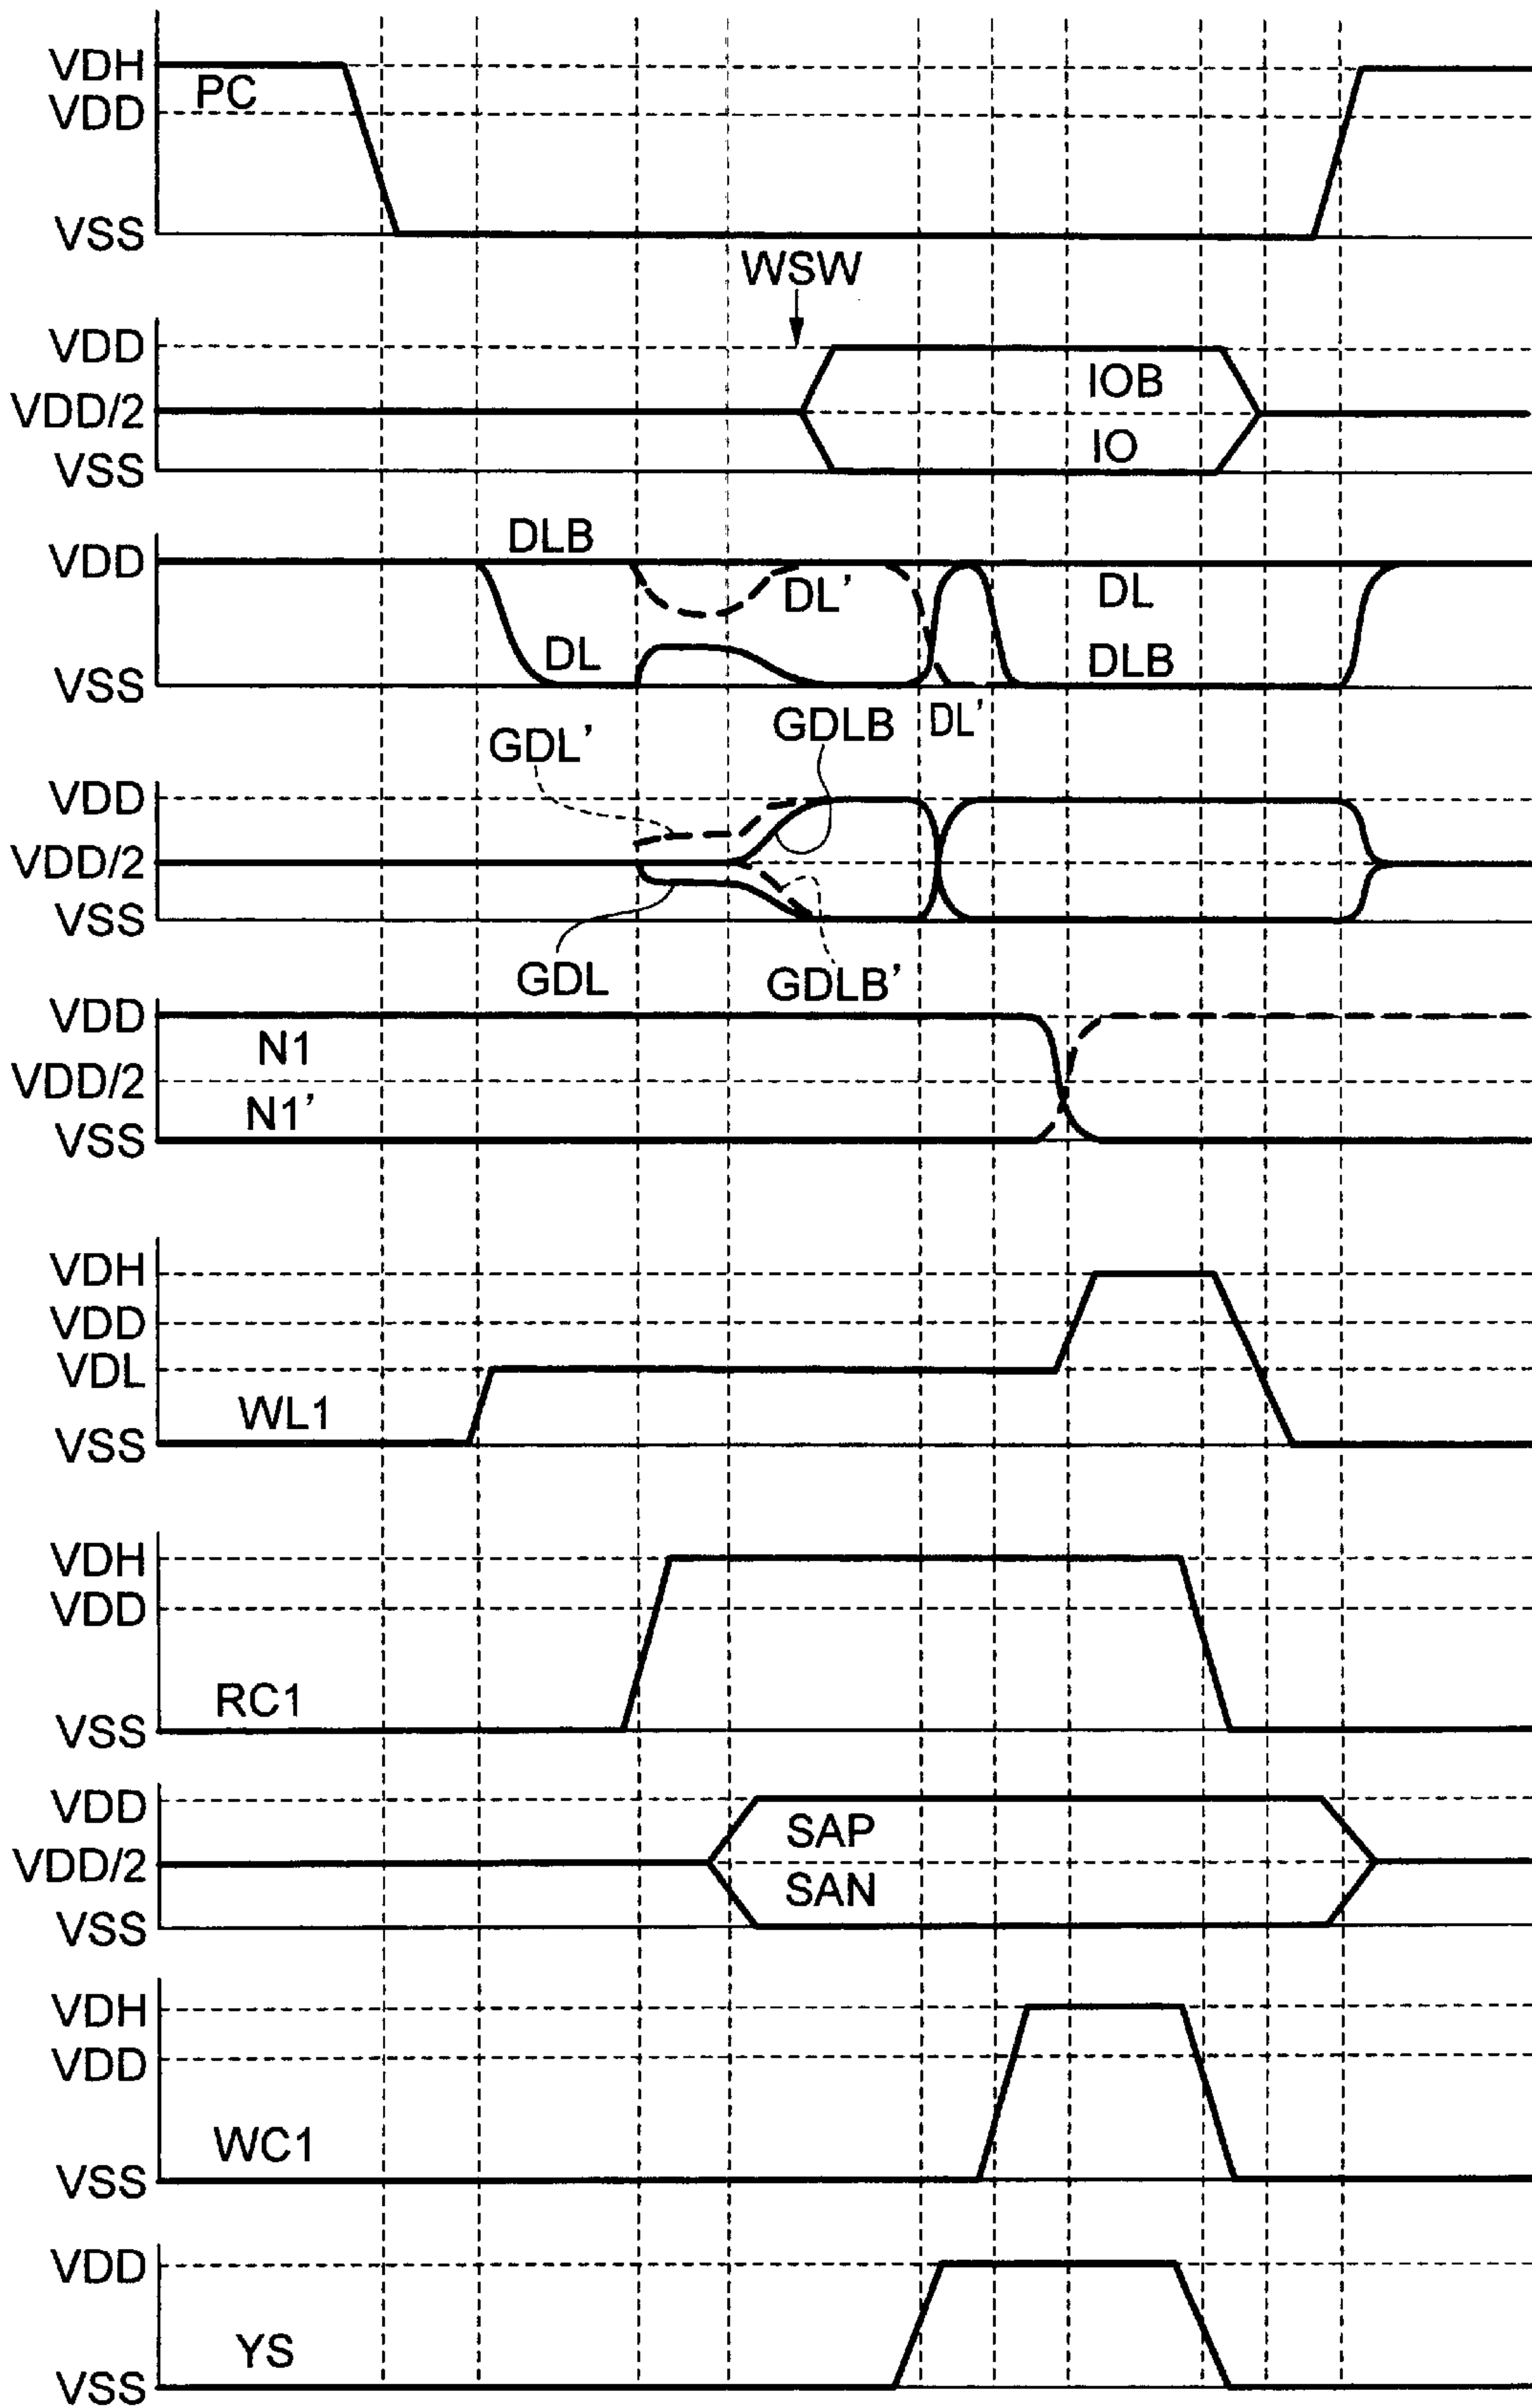 VDH
PC
VDD
VSS
WSW
VDD
IOB
VDD/2
IO
VSS
DLB
VDD
DL'
DL
DL
DLB
VSS
DL'
GDLB
GDL'
VDD
VDD/2
VSS
GDL
GDLB'
VDD
N1
VDD/2
N1'
VSS
VDH
VDD
VDL
WL1
VSS
VDH
VDD
RC1
VSS
VDD
SAP
VDD/2
SAN
VSS
VDH
VDD
WC1
VSS
VDD
YS
VSS